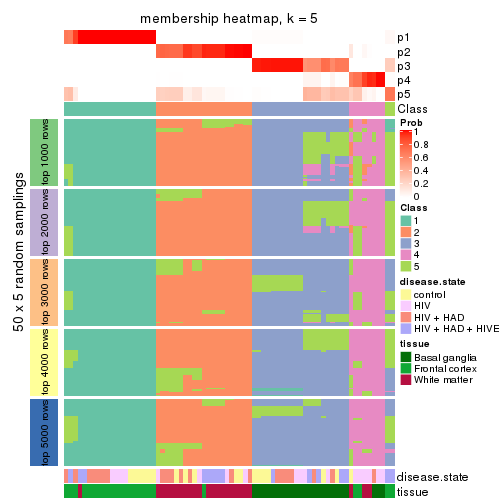 membership heatmap, k = 5
p1
p2
p3
p4
p5
Class
50 x 5 random samplings
top 1000 rows
top 2000 rows
top 3000 rows
top 4000 rows
top 5000 rows
disease.state
tissue
Prob
1
0.8
0.6
0.4
0.2
0
Class
1
2
3
4
5
disease.state
control
HIV
HIV + HAD
HIV + HAD + HIVE
tissue
Basal ganglia
Frontal cortex
White matter